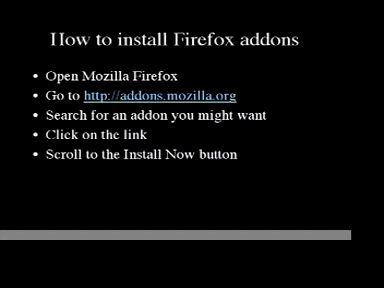 How to install Firefox addons
• Open Mozilla Firefox
• Go to http://addons.mozilla.org
• Search for an addon you might want
• Click on the link
• Scroll to the Install Now button